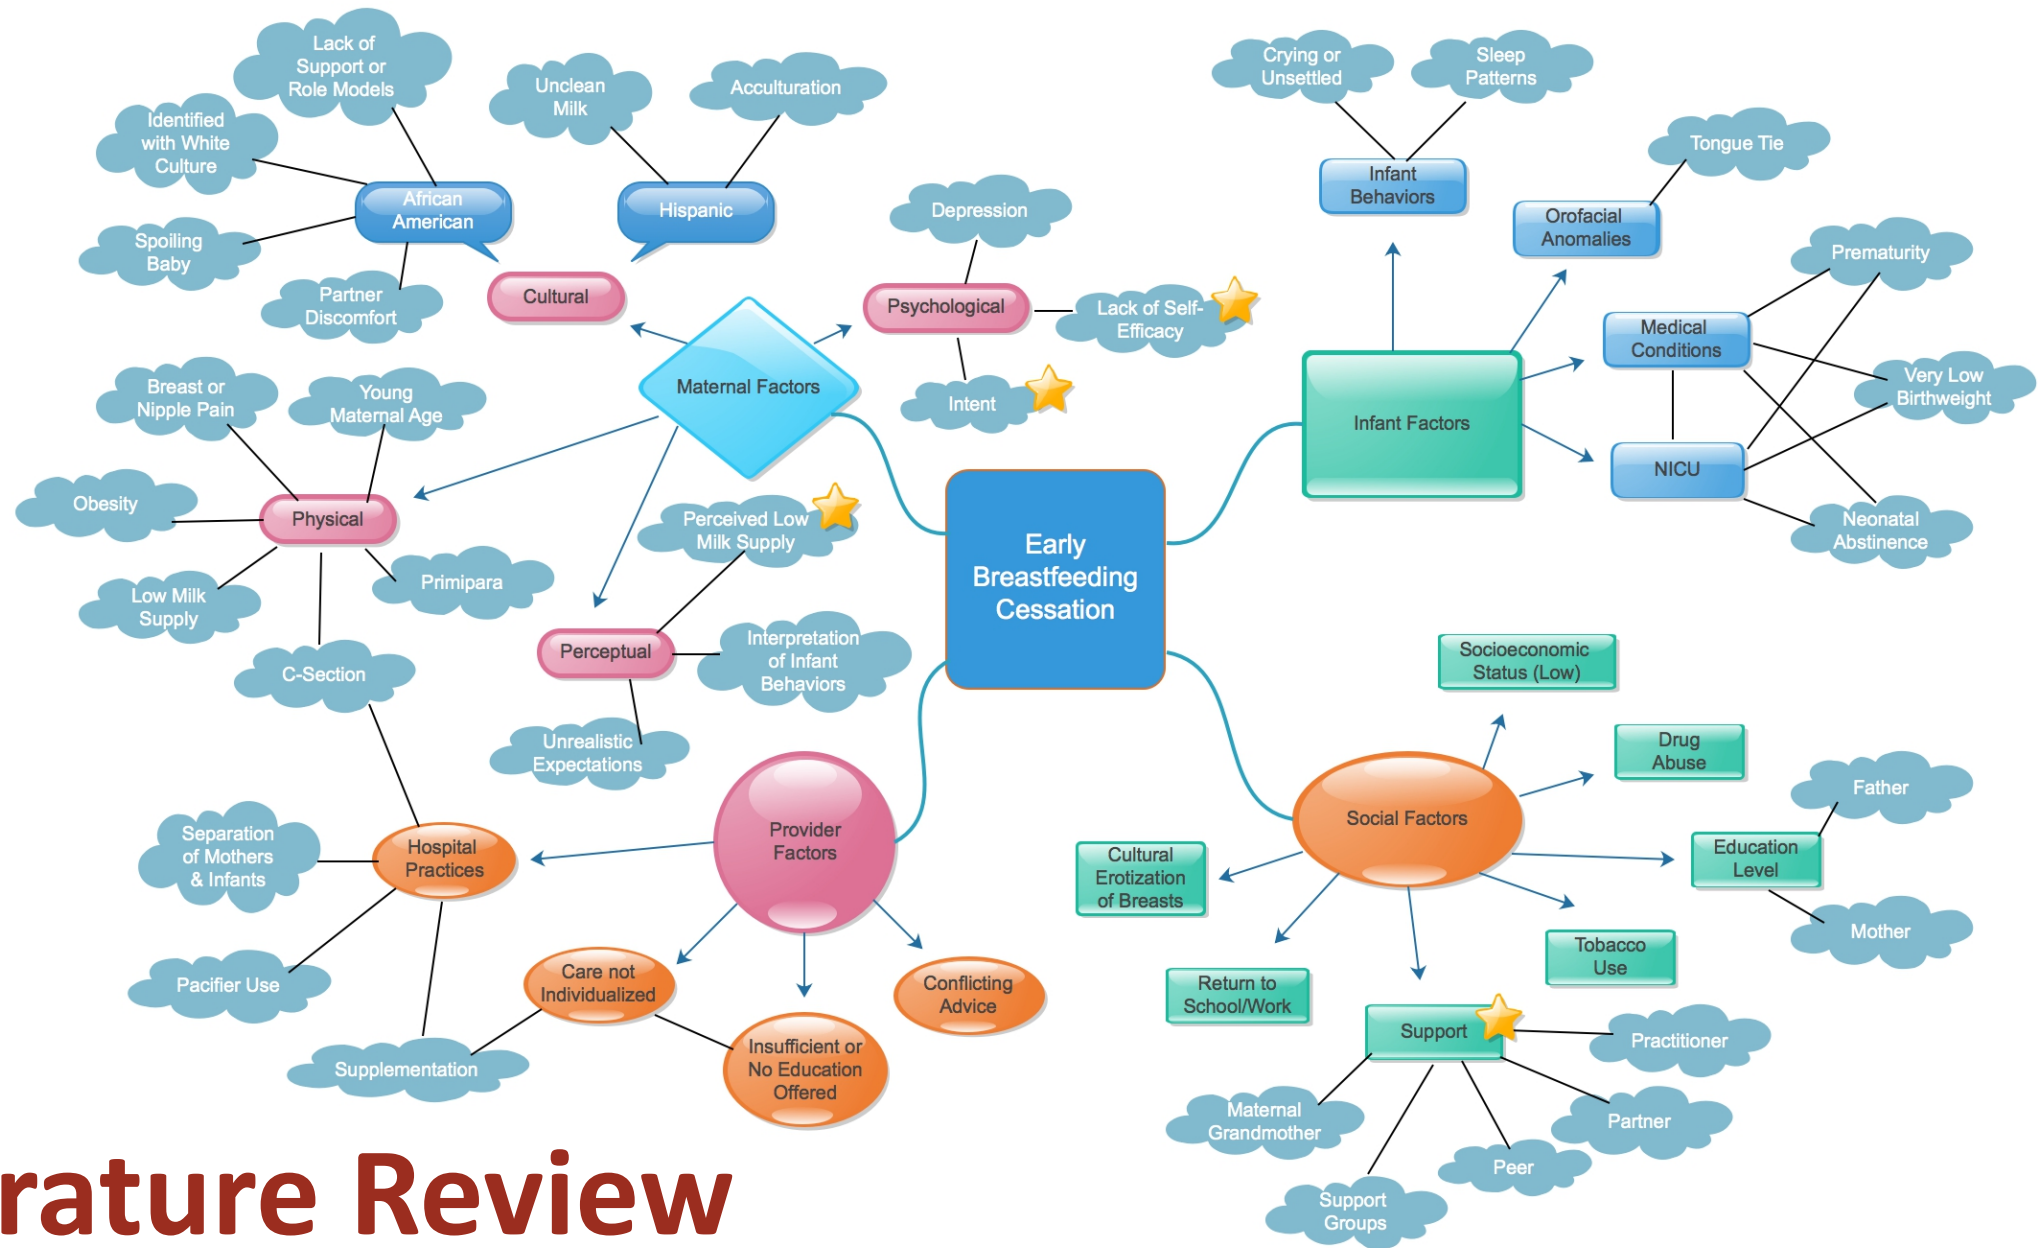 Lack of
Support or
Role Models
Identified
with White
Culture
Spoiling
Baby
Partner
Discomfort
African
American
Unclean
Milk
Acculturation
Hispanic
Cultural
Depression
Psychological
Lack of Self-
Efficacy
Intent
Maternal Factors
Breast or
Nipple Pain
Young
Maternal Age
Obesity
Physical
Low Milk
Supply
Primipara
C-Section
Perceived Low
Milk Supply
Perceptual
Interpretation
of Infant
Behaviors
Unrealistic
Expectations
Early
Breastfeeding
Cessation
Crying or
Unsettled
Sleep
Patterns
Infant
Behaviors
Tongue Tie
Orofacial
Anomalies
Prematurity
Medical
Conditions
Very Low
Birthweight
Infant Factors
NICU
Neonatal
Abstinence
Provider
Factors
Hospital
Practices
Separation
of Mothers
& Infants
Pacifier Use
Supplementation
Care not
Individualized
Insufficient or
No Education
Offered
Conflicting
Advice
Social Factors
Socioeconomic
Status (Low)
Drug
Abuse
Father
Education
Level
Mother
Tobacco
Use
Cultural
Erotization
of Breasts
Return to
School/Work
Support
Practitioner
Partner
Peer
Support
Groups
Maternal
Grandmother
rature Review